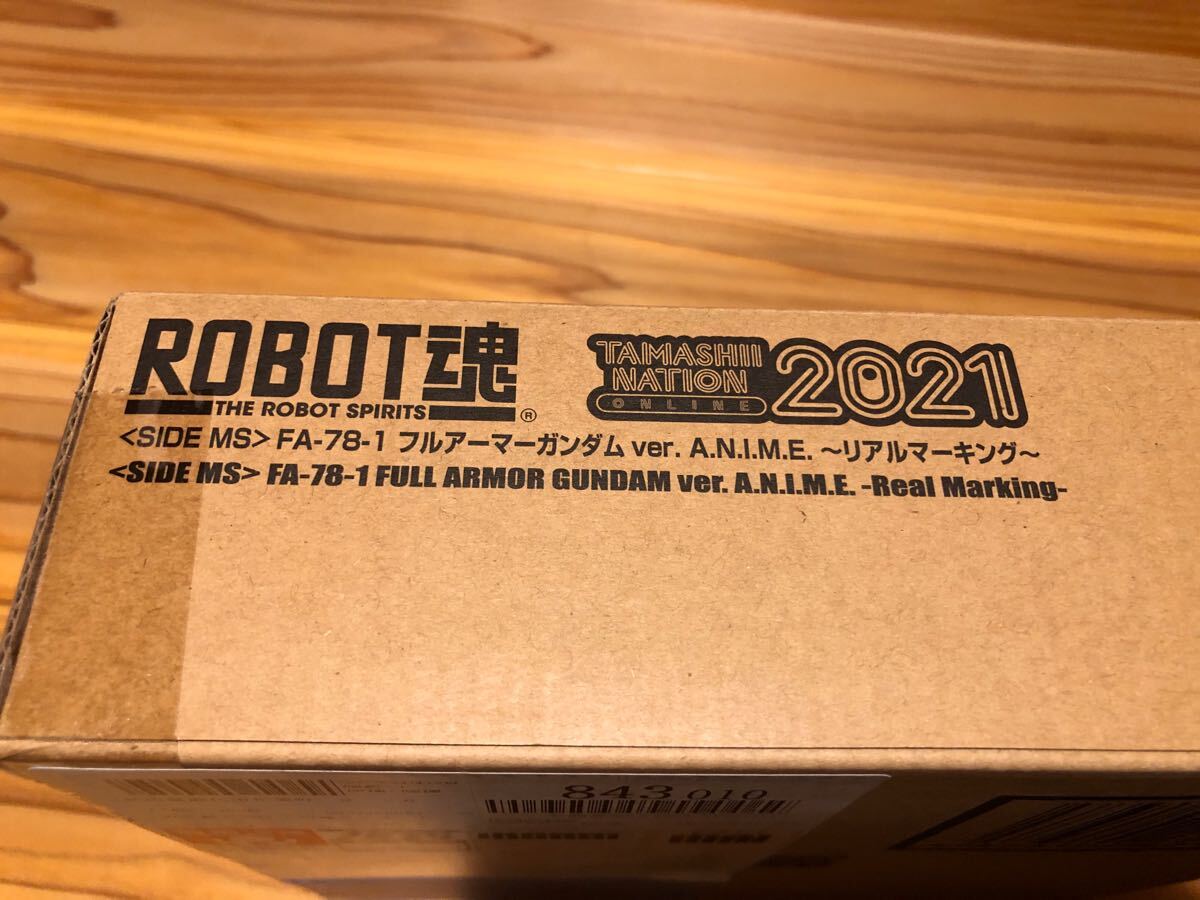 ROBOT魂
THE ROBOT SPIRITS ®
TAMASHII
NATION
ONLINE
2021
<SIDE MS> FA-78-1 フルアーマーガンダム ver. A.N.I.M.E. ～リアルマーキング～
<SIDE MS> FA-78-1 FULL ARMOR GUNDAM ver. A.N.I.M.E. -Real Marking-
843 010